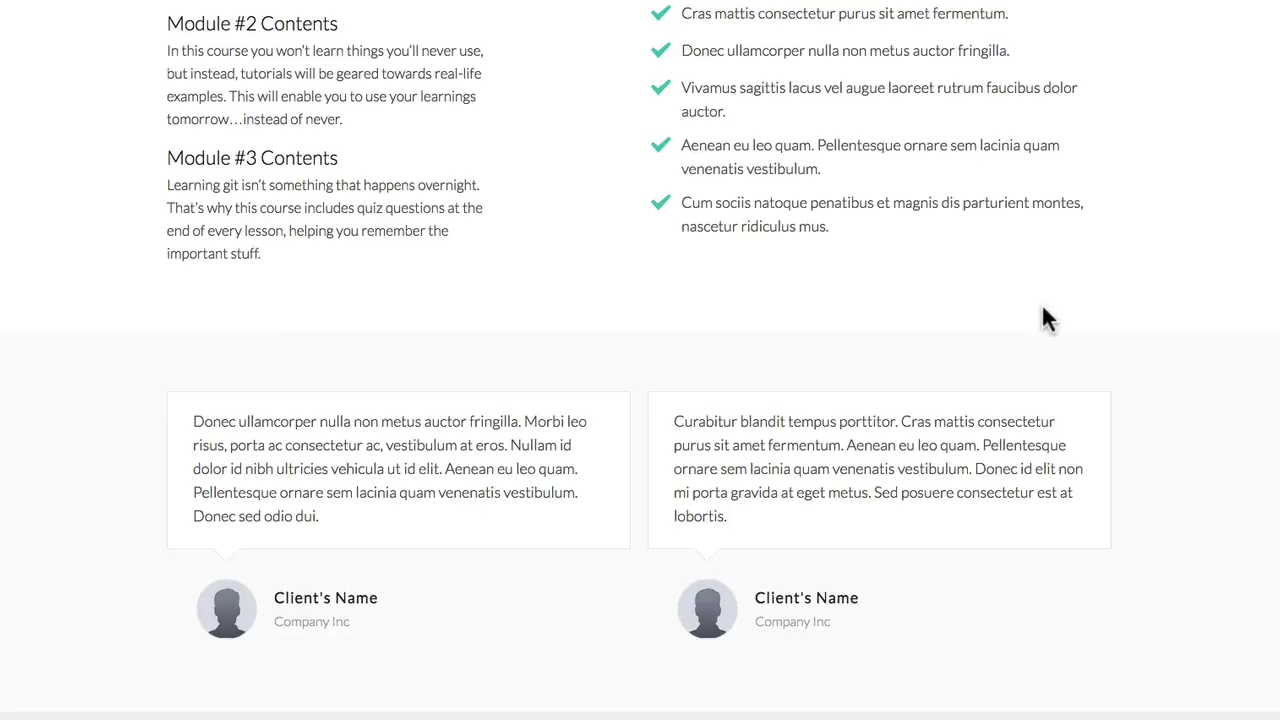 Module #2 Contents
In this course you won't learn things you'll never use,
but instead, tutorials will be geared towards real-life
examples. This will enable you to use your learnings
tomorrow…instead of never.
Module #3 Contents
Learning git isn't something that happens overnight.
That's why this course includes quiz questions at the
end of every lesson, helping you remember the
important stuff.
Cras mattis consectetur purus sit amet fermentum.
Donec ullamcorper nulla non metus auctor fringilla.
Vivamus sagittis lacus vel augue laoreet rutrum faucibus dolor
auctor.
Aenean eu leo quam. Pellentesque ornare sem lacinia quam
venenatis vestibulum.
Cum sociis natoque penatibus et magnis dis parturient montes,
nascetur ridiculus mus.
Donec ullamcorper nulla non metus auctor fringilla. Morbi leo
risus, porta ac consectetur ac, vestibulum at eros. Nullam id
dolor id nibh ultricies vehicula ut id elit. Aenean eu leo quam.
Pellentesque ornare sem lacinia quam venenatis vestibulum.
Donec sed odio dui.
Client's Name
Company Inc
Curabitur blandit tempus porttitor. Cras mattis consectetur
purus sit amet fermentum. Aenean eu leo quam. Pellentesque
ornare sem lacinia quam venenatis vestibulum. Donec id elit non
mi porta gravida at eget metus. Sed posuere consectetur est at
lobortis.
Client's Name
Company Inc